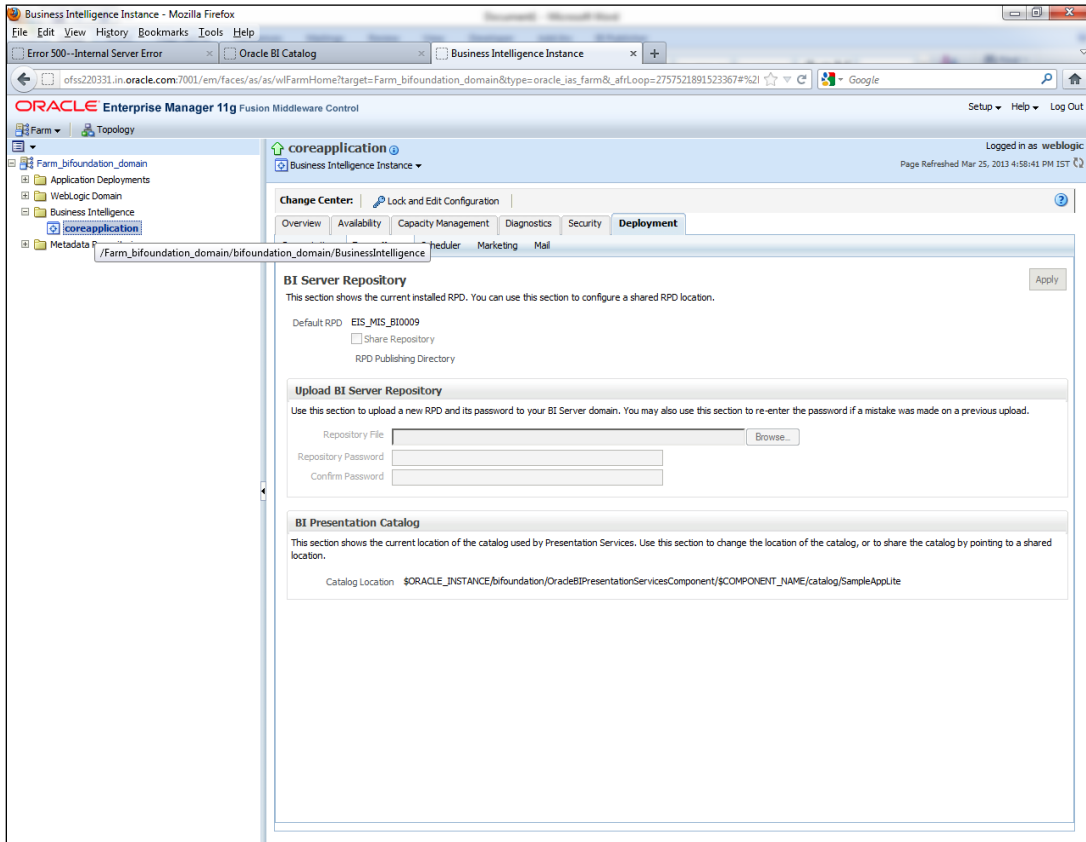 Business Intelligence Instance - Mozilla Firefox
File Edit View History Bookmarks Tools Help
Error 500--Internal Server Error × Oracle BI Catalog × Business Intelligence Instance × +
ofss220331.in.oracle.com:7001/em/faces/as/as/wlFarmHome?target=Farm_bifoundation_domain&type=oracle_ias_farm&_afrLoop=2757521891523367#%2 Google
ORACLE Enterprise Manager 11g Fusion Middleware Control
Setup Help Log Out
Farm Topology
Farm_bifoundation_domain
Application Deployments
WebLogic Domain
Business Intelligence
coreapplication
Metadata
/Farm_bifoundation_domain/bifoundation_domain/BusinessIntelligence
coreapplication
Logged in as weblogic
Business Intelligence Instance
Page Refreshed Mar 25, 2013 4:58:41 PM IST
Change Center: Lock and Edit Configuration
Overview Availability Capacity Management Diagnostics Security Deployment
Marketing Mail
BI Server Repository
Apply
This section shows the current installed RPD. You can use this section to configure a shared RPD location.
Default RPD EIS_MIS_BI0009
Share Repository
RPD Publishing Directory
Upload BI Server Repository
Use this section to upload a new RPD and its password to your BI Server domain. You may also use this section to re-enter the password if a mistake was made on a previous upload.
Repository File Browse...
Repository Password
Confirm Password
BI Presentation Catalog
This section shows the current location of the catalog used by Presentation Services. Use this section to change the location of the catalog, or to share the catalog by pointing to a shared
location.
Catalog Location $ORACLE_INSTANCE/bifoundation/OracleBIPresentationServicesComponent/$COMPONENT_NAME/catalog/SampleAppLite